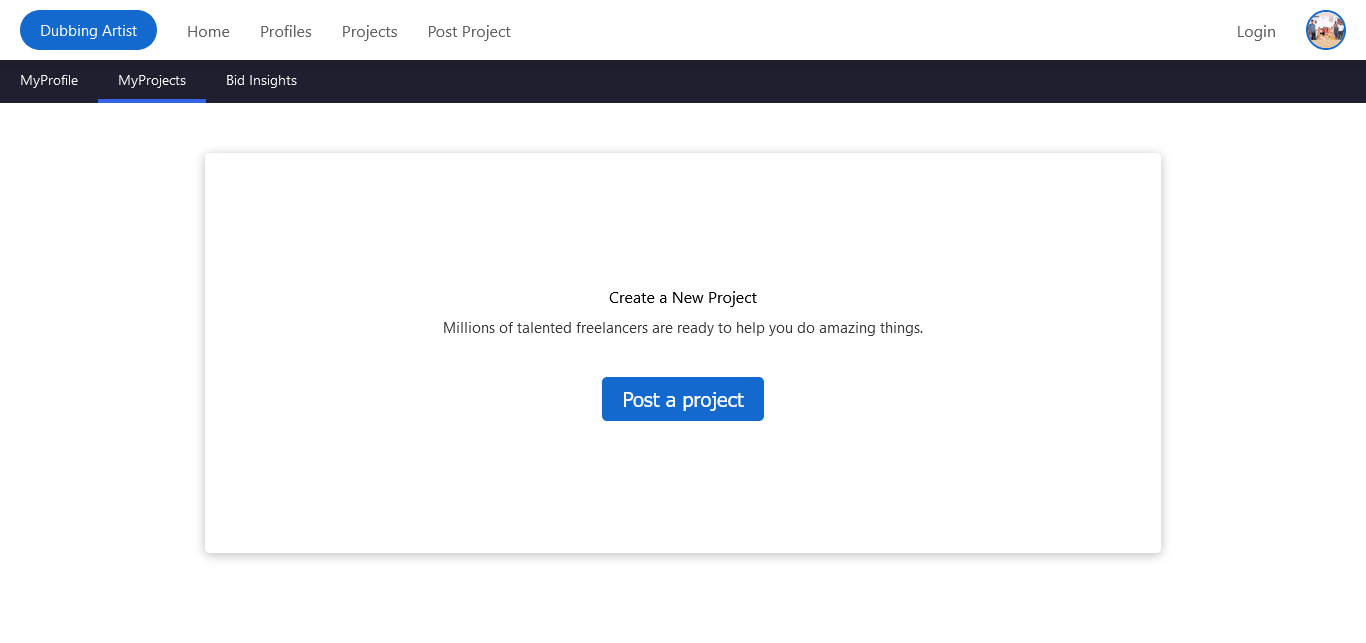 Dubbing Artist Home Profiles Projects Post Project Login
MyProfile MyProjects Bid Insights
Create a New Project
Millions of talented freelancers are ready to help you do amazing things.
Post a project